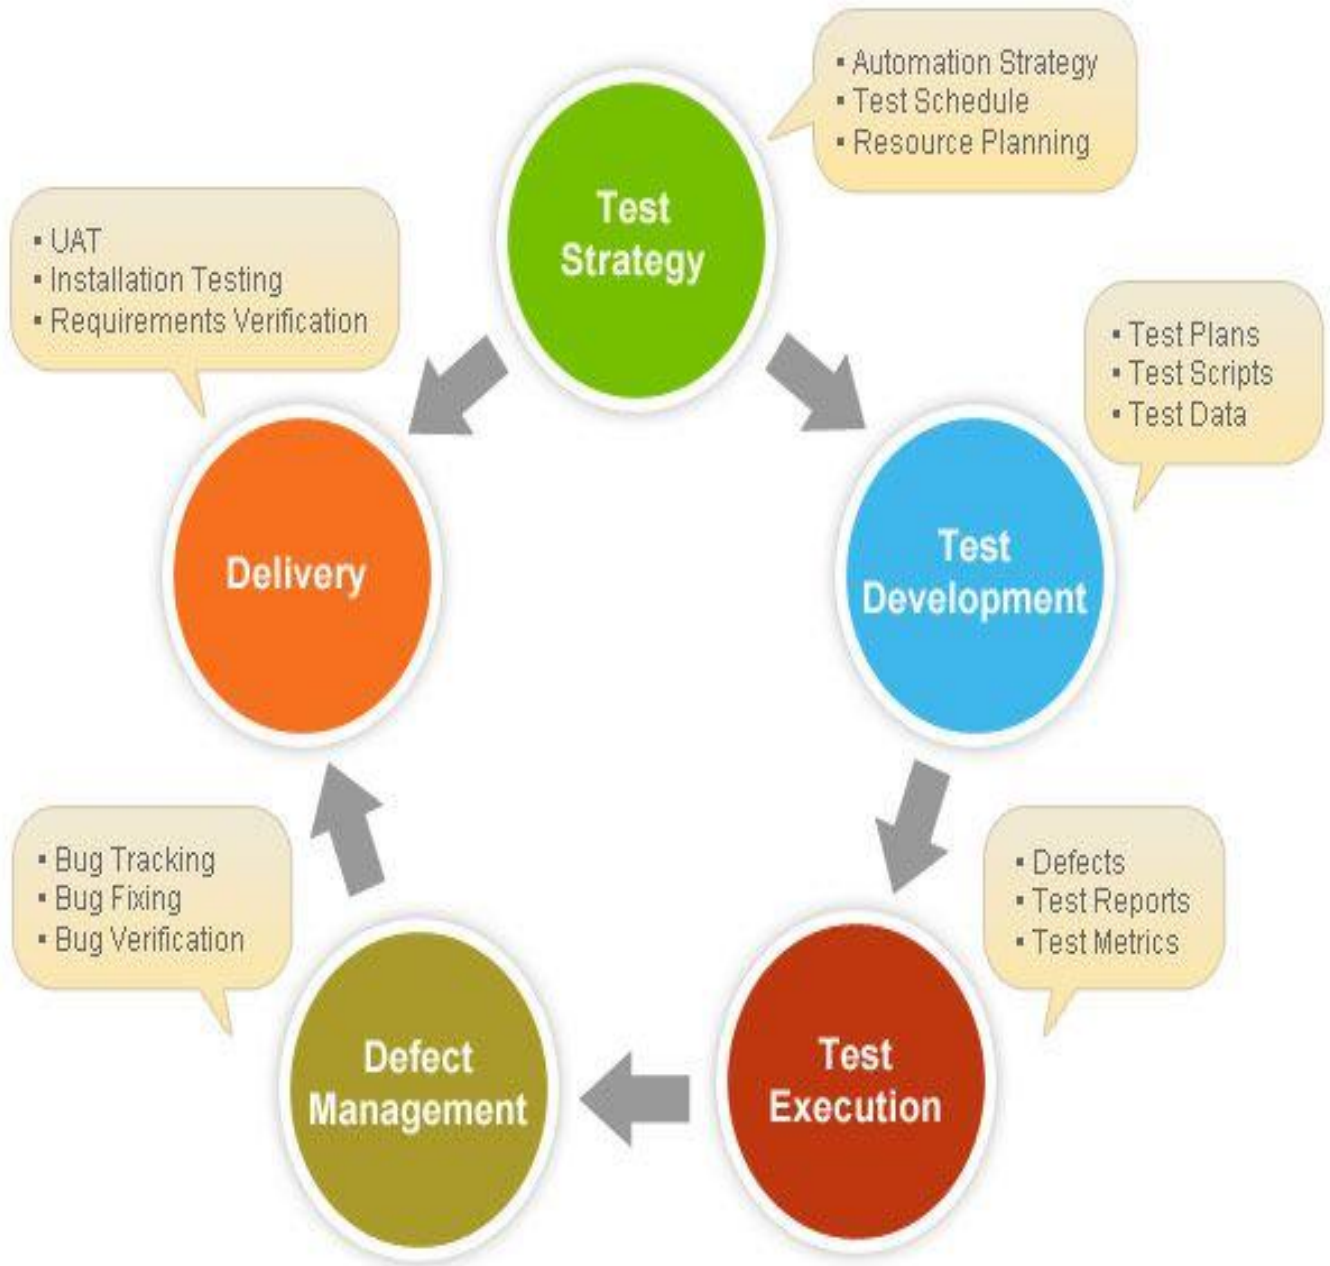 ▪ Automation Strategy
▪ Test Schedule
▪ Resource Planning
Test
Strategy
▪ UAT
▪ Installation Testing
▪ Requirements Verification
▪ Test Plans
▪ Test Scripts
▪ Test Data
Delivery
Test
Development
▪ Bug Tracking
▪ Bug Fixing
▪ Bug Verification
▪ Defects
▪ Test Reports
▪ Test Metrics
Defect
Management
Test
Execution